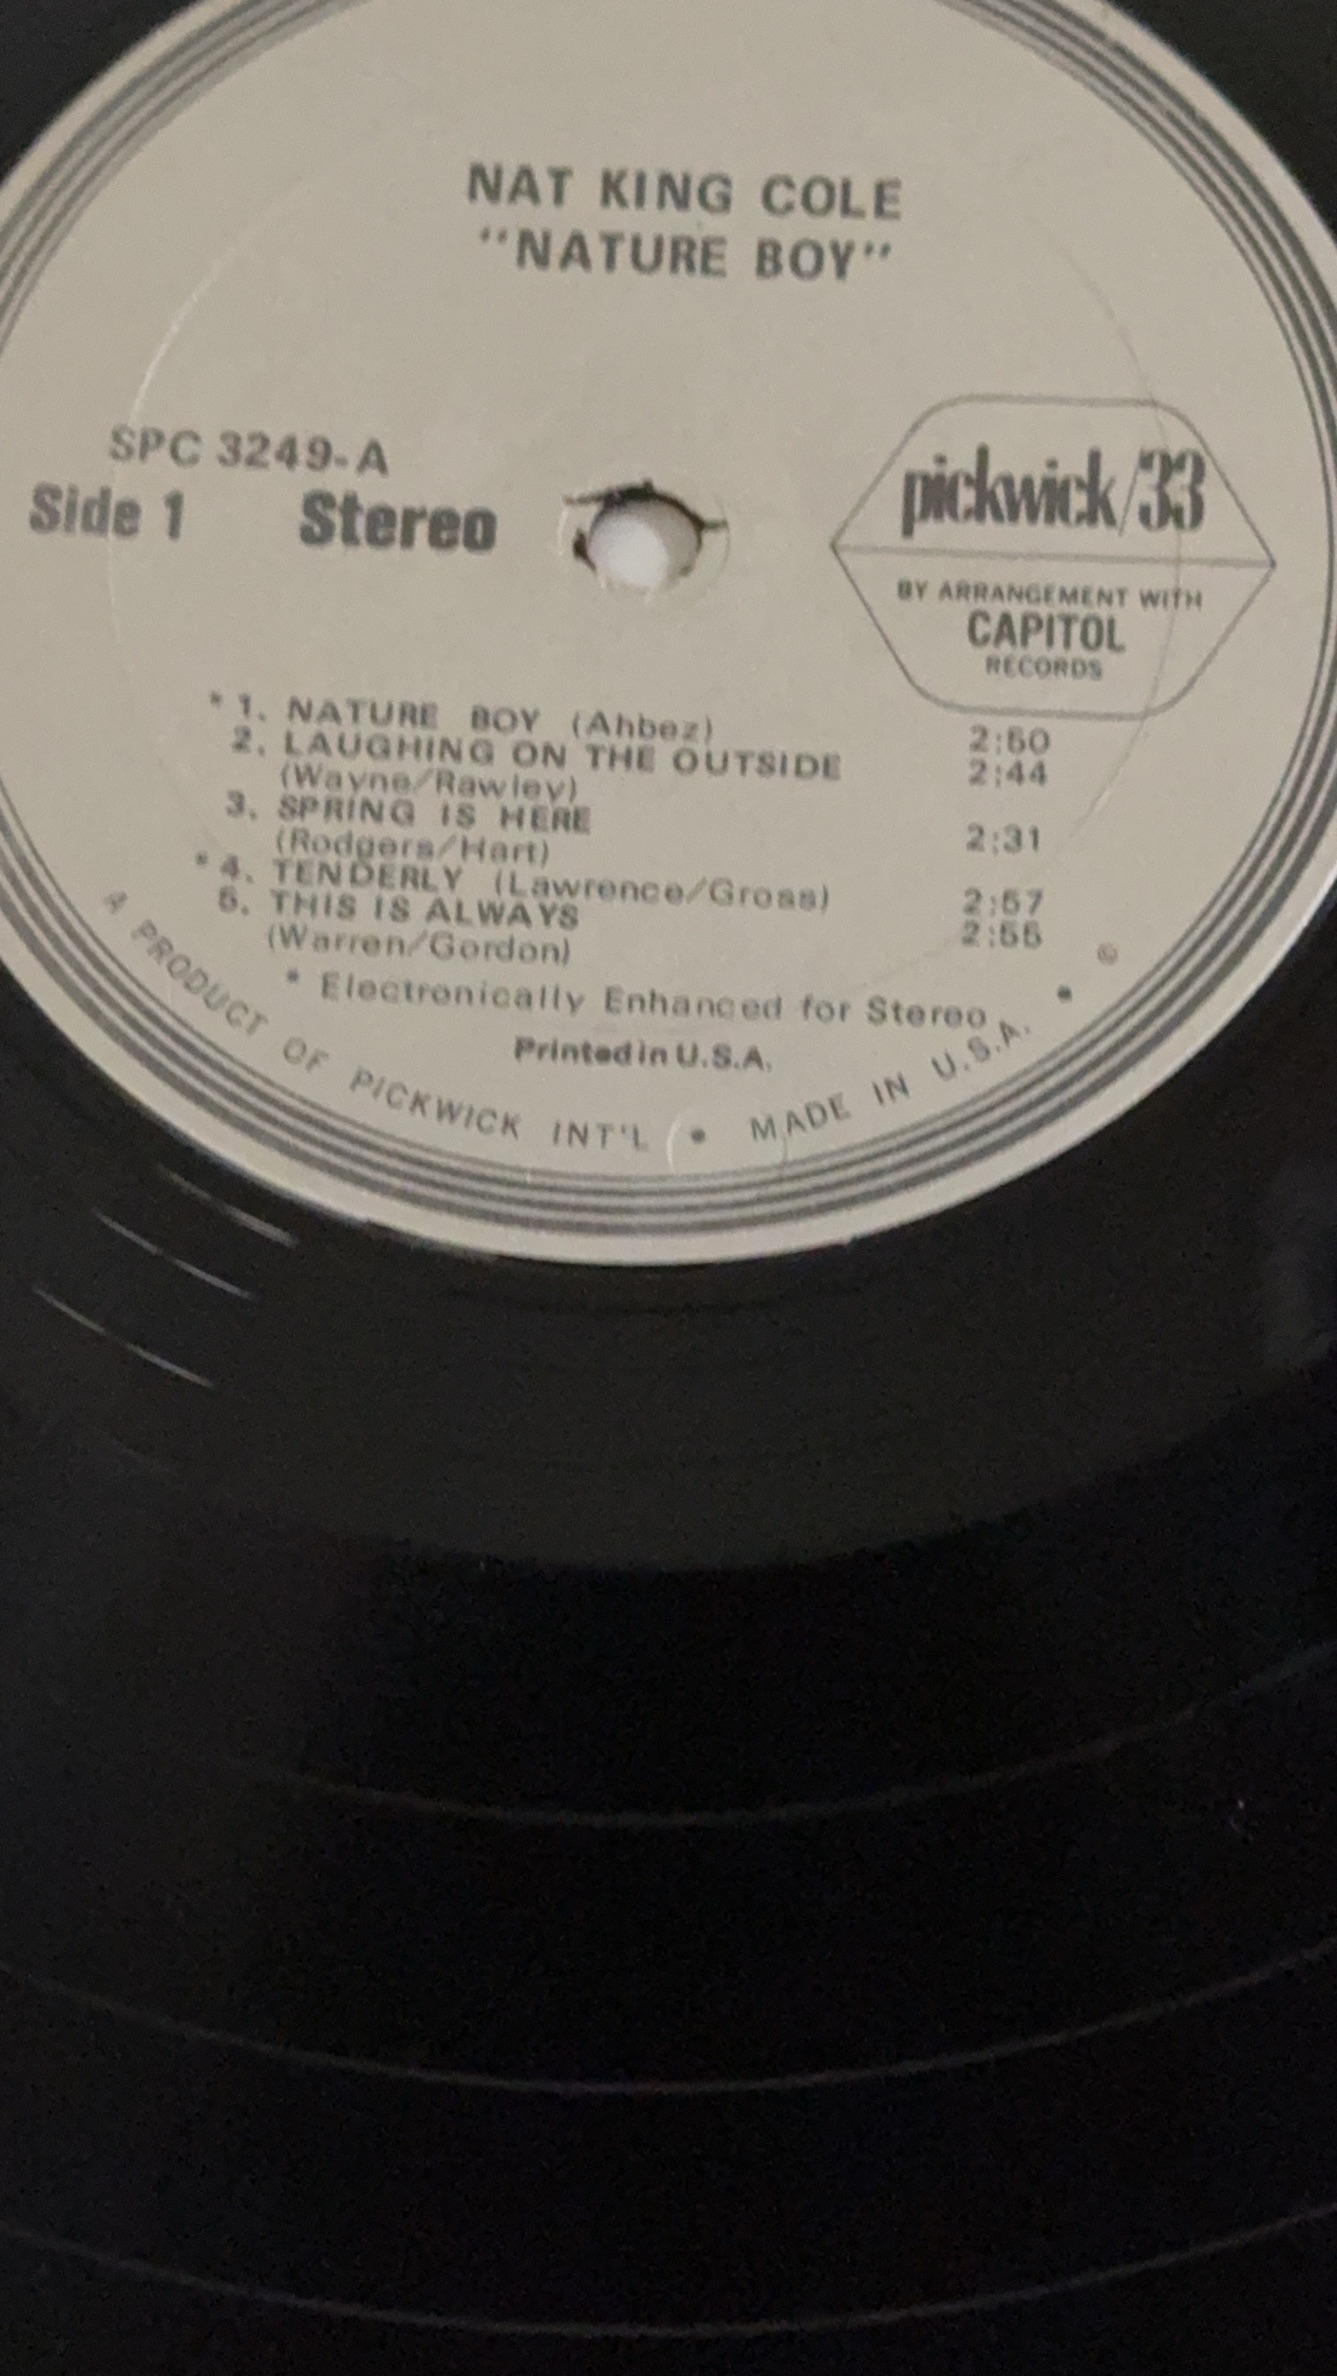 NAT KING COLE
"NATURE BOY"
SPC 3249-A
Side 1 Stereo
pickwick/33
BY ARRANGEMENT WITH
CAPITOL
RECORDS
* 1. NATURE BOY (Ahbez) 2:50
2. LAUGHING ON THE OUTSIDE 2:44
(Wayne/Rawley)
3. SPRING IS HERE
(Rodgers/Hart) 2:31
* 4. TENDERLY (Lawrence/Gross) 2:57
5. THIS IS ALWAYS 2:55
(Warren/Gordon)
* Electronically Enhanced for Stereo
Printed in U.S.A.
A PRODUCT OF PICKWICK INT'L • MADE IN U.S.A. •